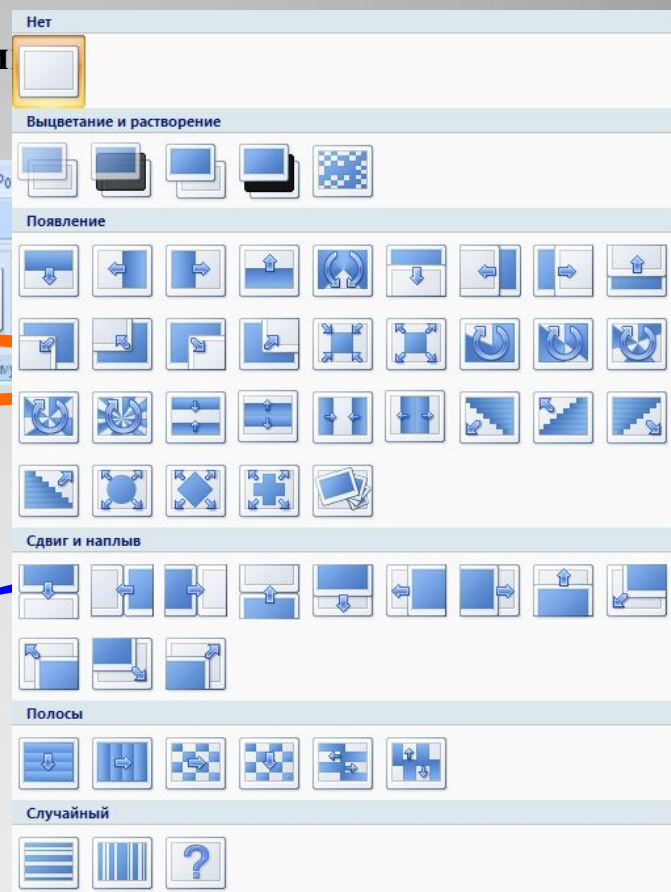 Нет
Выцветание и растворение
Появление
Сдвиг и наплыв
Полосы
Случайный
?